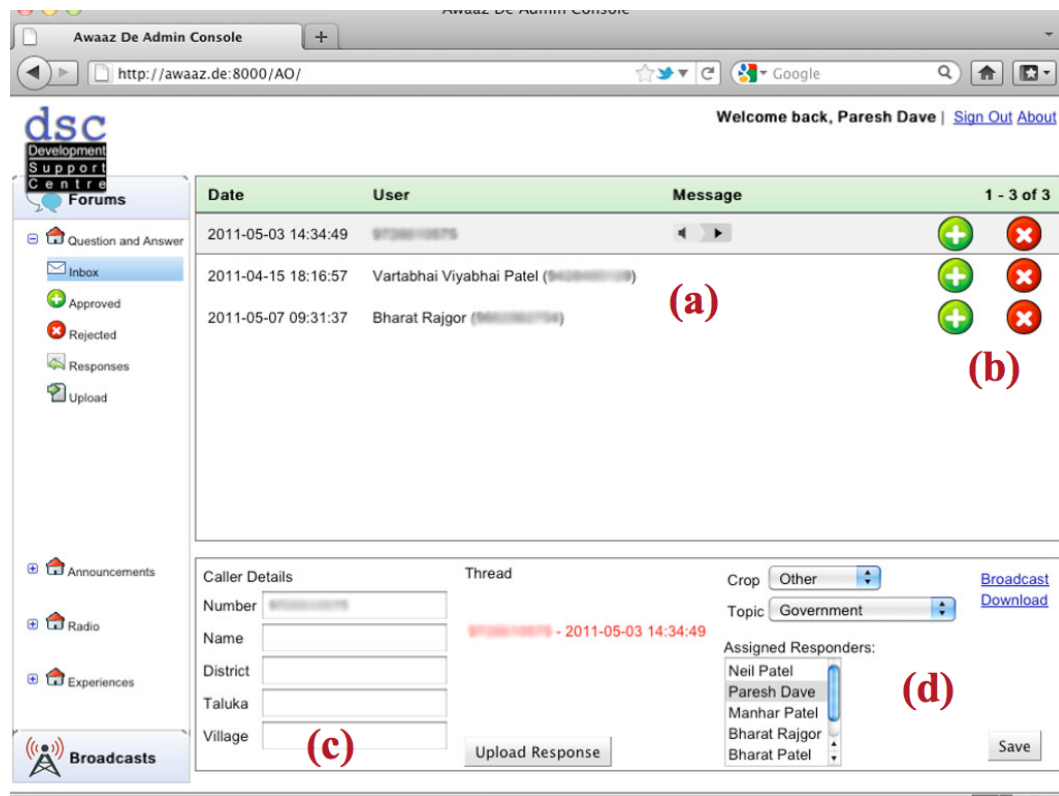 Awaaz De Admin Console
Awaaz De Admin Console
http://awaaz.de:8000/AO/
Google
dsc
Development
Support
Centre
Welcome back, Paresh Dave | Sign Out About
Forums
Question and Answer
Inbox
Approved
Rejected
Responses
Upload
Announcements
Radio
Experiences
Broadcasts
Date User Message 1 - 3 of 3
2011-05-03 14:34:49
2011-04-15 18:16:57 Vartabhai Viyabhai Patel ( )
2011-05-07 09:31:37 Bharat Rajgor ( )
(a)
(b)
Caller Details
Number
Name
District
Taluka
Village
(c)
Thread
- 2011-05-03 14:34:49
Upload Response
Crop Other
Topic Government
Assigned Responders:
Neil Patel
Paresh Dave
Manhar Patel
Bharat Rajgor
Bharat Patel
(d)
Broadcast
Download
Save